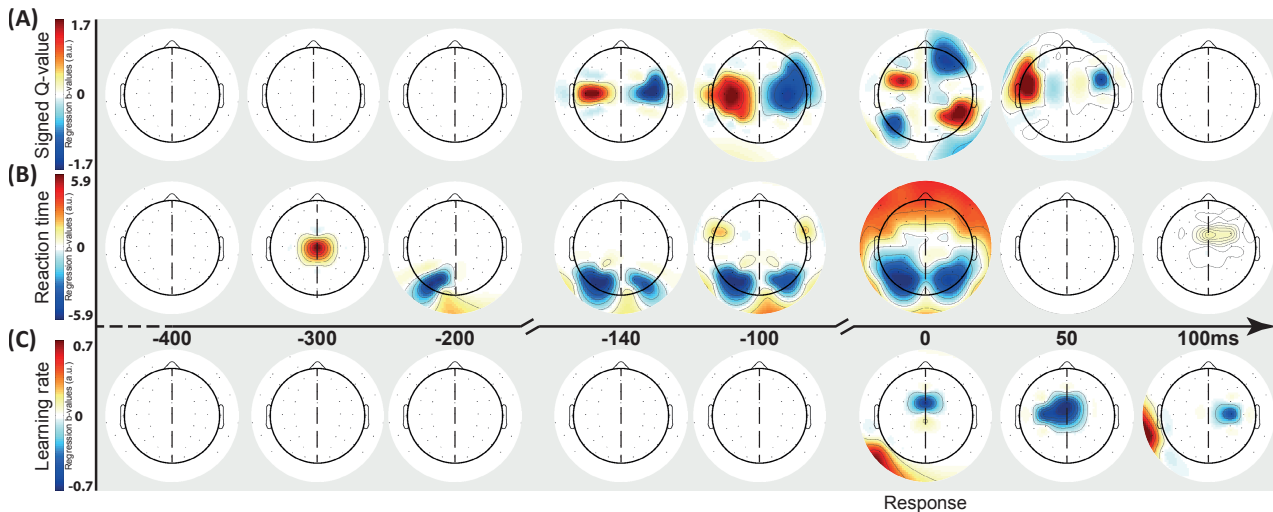 (A)
Signed Q-value
Regression b-values (a.u.)
1.7
0
-1.7
(B)
Reaction time
Regression b-values (a.u.)
5.9
0
-5.9
-400 -300 -200 -140 -100 0 50 100ms
(C)
Learning rate
Regression b-values (a.u.)
0.7
0
-0.7
Response